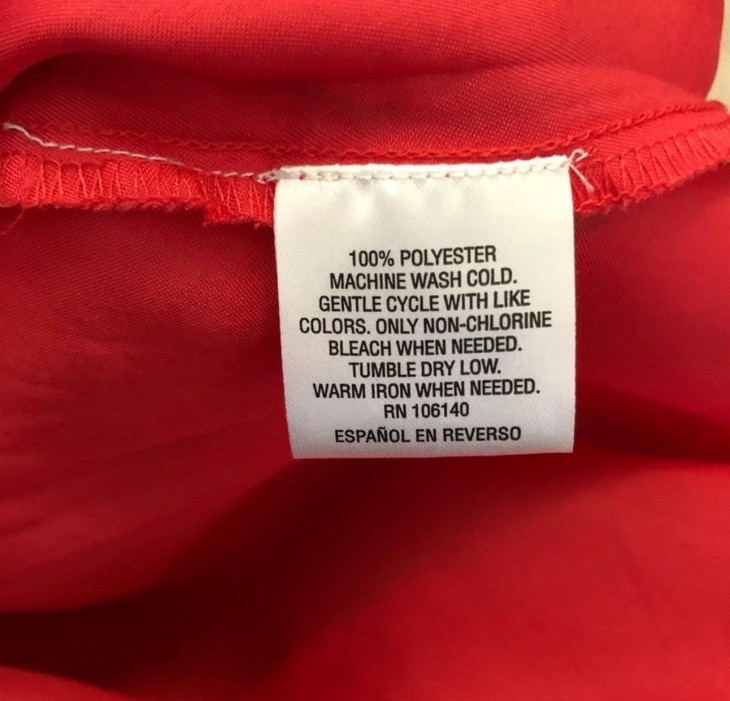 100% POLYESTER
MACHINE WASH COLD.
GENTLE CYCLE WITH LIKE
COLORS. ONLY NON-CHLORINE
BLEACH WHEN NEEDED.
TUMBLE DRY LOW.
WARM IRON WHEN NEEDED.
RN 106140
ESPAÑOL EN REVERSO